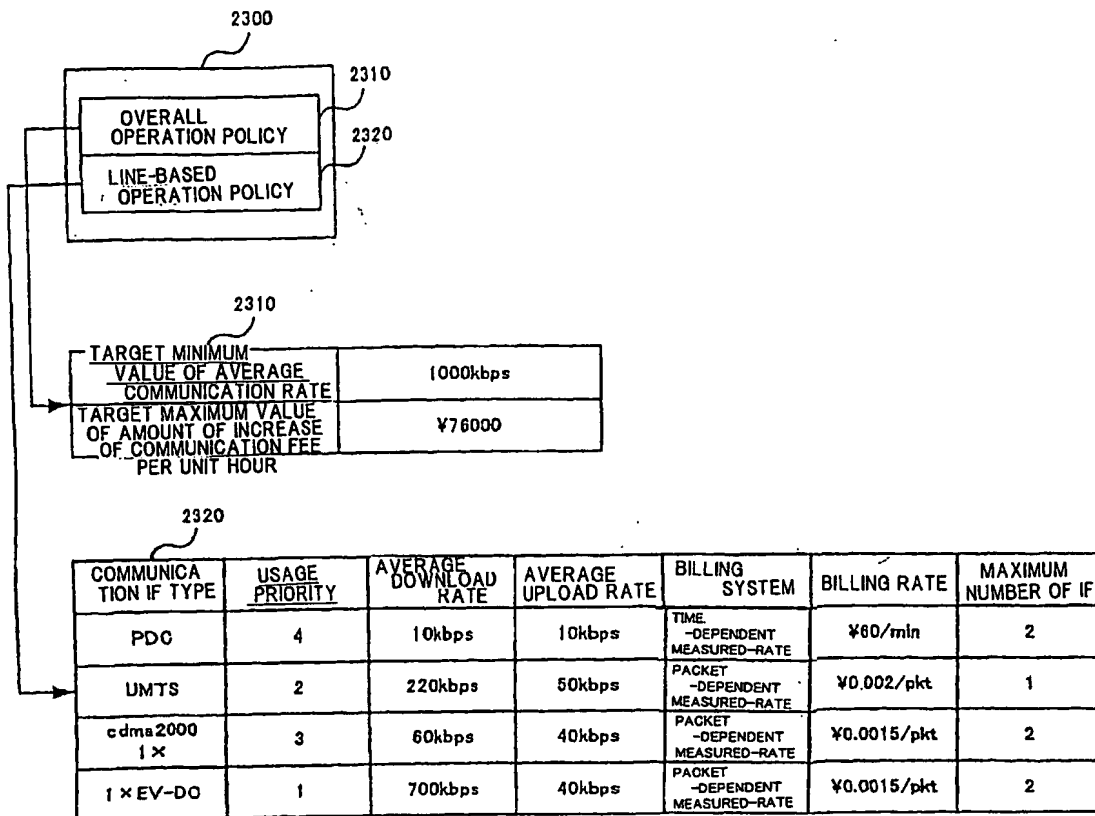 2300
2310
OVERALL
OPERATION POLICY
2320
LINE-BASED
OPERATION POLICY
2310
TARGET MINIMUM
VALUE OF AVERAGE
COMMUNICATION RATE
1000kbps
TARGET MAXIMUM VALUE
OF AMOUNT OF INCREASE
OF COMMUNICATION FEE
PER UNIT HOUR
¥76000
2320
COMMUNICA
TION IF TYPE
USAGE
PRIORITY
AVERAGE
DOWNLOAD
RATE
AVERAGE
UPLOAD RATE
BILLING
SYSTEM
BILLING RATE
MAXIMUM
NUMBER OF IF
PDC
4
10kbps
10kbps
TIME
-DEPENDENT
MEASURED-RATE
¥60/min
2
UMTS
2
220kbps
50kbps
PACKET
-DEPENDENT
MEASURED-RATE
¥0.002/pkt
1
cdma2000
1×
3
60kbps
40kbps
PACKET
-DEPENDENT
MEASURED-RATE
¥0.0015/pkt
2
1×EV-DO
1
700kbps
40kbps
PACKET
-DEPENDENT
MEASURED-RATE
¥0.0015/pkt
2